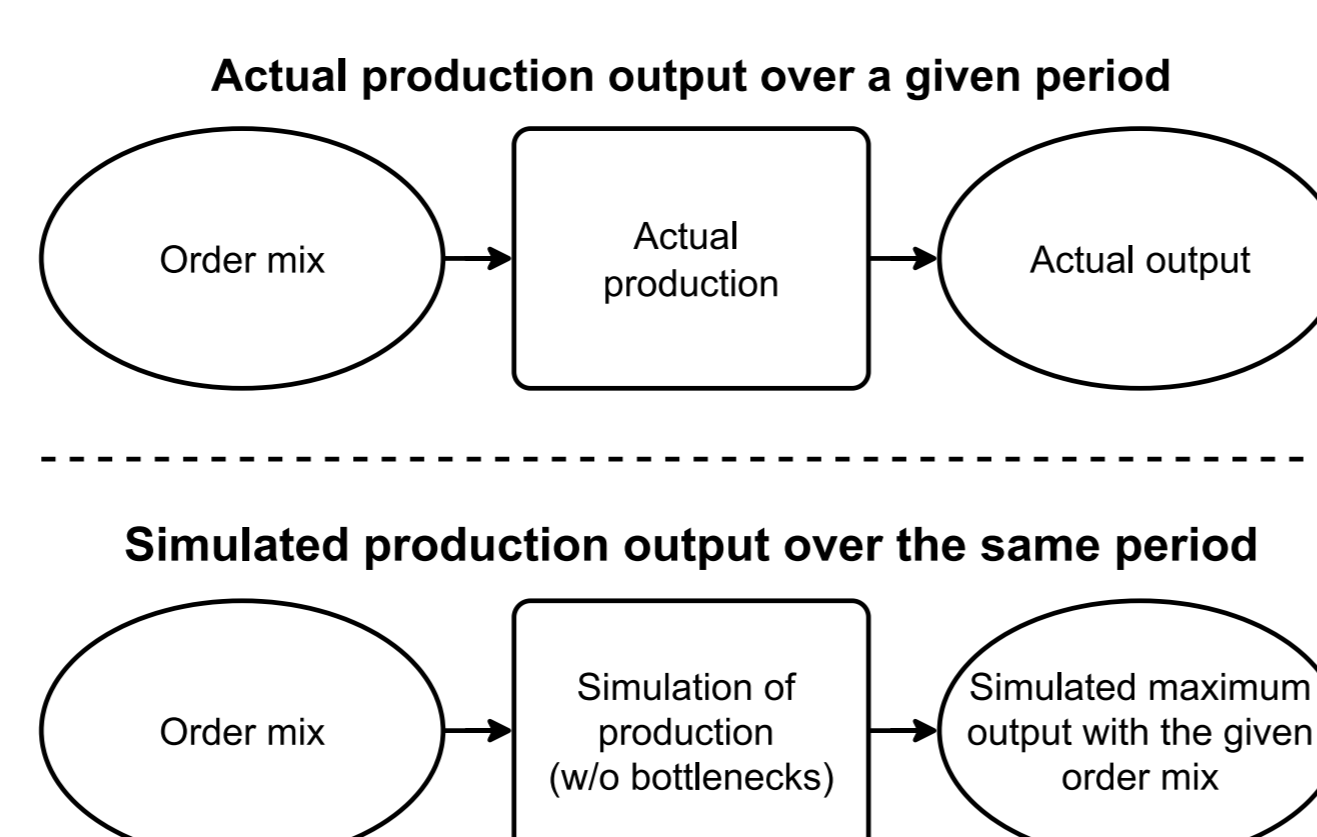 Actual production output over a given period
Order mix
Actual
production
Actual output
Simulated production output over the same period
Order mix
Simulation of
production
(w/o bottlenecks)
Simulated maximum
output with the given
order mix